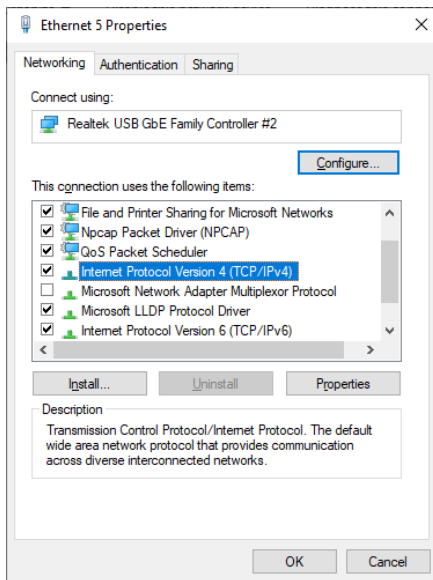 Ethernet 5 Properties
Networking Authentication Sharing
Connect using:
Realtek USB GbE Family Controller #2
Configure...
This connection uses the following items:
File and Printer Sharing for Microsoft Networks
Npcap Packet Driver (NPCAP)
QoS Packet Scheduler
Internet Protocol Version 4 (TCP/IPv4)
Microsoft Network Adapter Multiplexor Protocol
Microsoft LLDP Protocol Driver
Internet Protocol Version 6 (TCP/IPv6)
Install... Uninstall Properties
Description
Transmission Control Protocol/Internet Protocol. The default
wide area network protocol that provides communication
across diverse interconnected networks.
OK Cancel